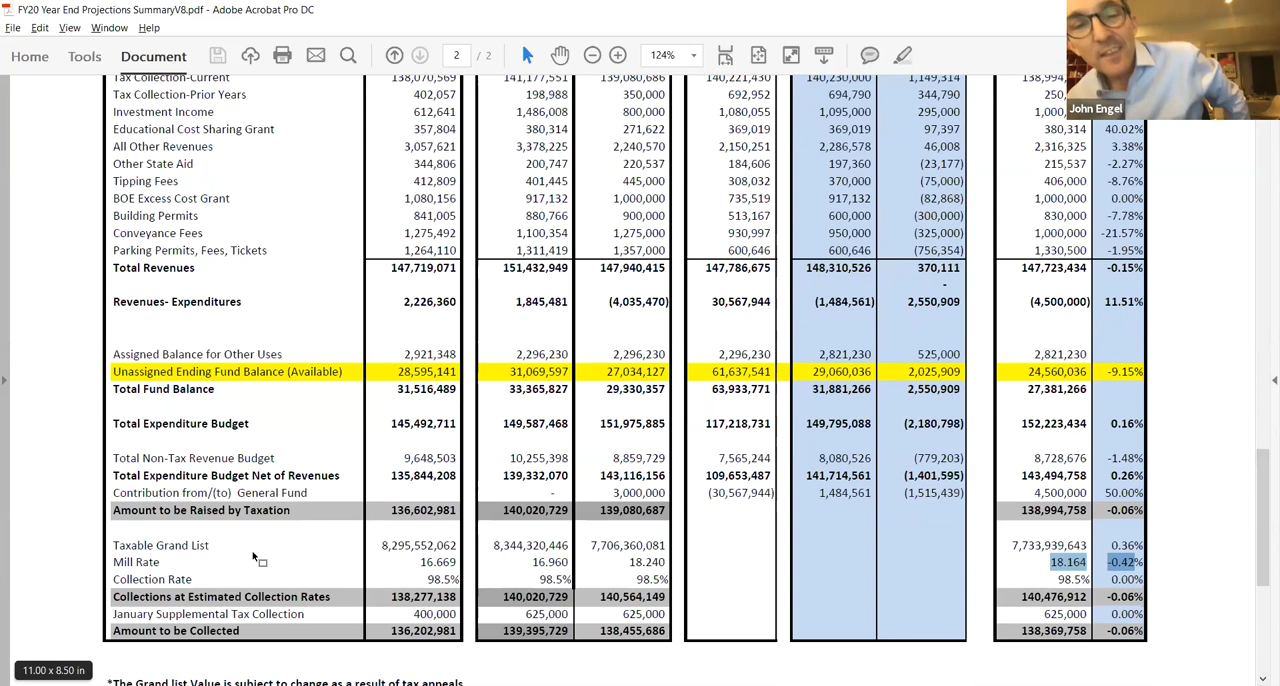 FY20 Year End Projections SummaryV8.pdf - Adobe Acrobat Pro DC
File Edit View Window Help
Home Tools Document 2 / 2 124%
John Engel
Tax Collection-Current 138,070,569 141,177,551 139,080,686 140,221,430 140,230,000 1,149,314
Tax Collection-Prior Years 402,057 198,988 350,000 692,952 694,790 344,790
Investment Income 612,641 1,486,008 800,000 1,080,055 1,095,000 295,000
Educational Cost Sharing Grant 357,804 380,314 271,622 369,019 369,019 97,397 380,314 40.02%
All Other Revenues 3,057,621 3,378,225 2,240,570 2,150,251 2,286,578 46,008 2,316,325 3.38%
Other State Aid 344,806 200,747 220,537 184,606 197,360 (23,177) 215,537 -2.27%
Tipping Fees 412,809 401,445 445,000 308,032 370,000 (75,000) 406,000 -8.76%
BOE Excess Cost Grant 1,080,156 917,132 1,000,000 735,519 917,132 (82,868) 1,000,000 0.00%
Building Permits 841,005 880,766 900,000 513,167 600,000 (300,000) 830,000 -7.78%
Conveyance Fees 1,275,492 1,100,354 1,275,000 930,997 950,000 (325,000) 1,000,000 -21.57%
Parking Permits, Fees, Tickets 1,264,110 1,311,419 1,357,000 600,646 600,646 (756,354) 1,330,500 -1.95%
Total Revenues 147,719,071 151,432,949 147,940,415 147,786,675 148,310,526 370,111 147,723,434 -0.15%
-
Revenues- Expenditures 2,226,360 1,845,481 (4,035,470) 30,567,944 (1,484,561) 2,550,909 (4,500,000) 11.51%
Assigned Balance for Other Uses 2,921,348 2,296,230 2,296,230 2,296,230 2,821,230 525,000 2,821,230
Unassigned Ending Fund Balance (Available) 28,595,141 31,069,597 27,034,127 61,637,541 29,060,036 2,025,909 24,560,036 -9.15%
Total Fund Balance 31,516,489 33,365,827 29,330,357 63,933,771 31,881,266 2,550,909 27,381,266
Total Expenditure Budget 145,492,711 149,587,468 151,975,885 117,218,731 149,795,088 (2,180,798) 152,223,434 0.16%
Total Non-Tax Revenue Budget 9,648,503 10,255,398 8,859,729 7,565,244 8,080,526 (779,203) 8,728,676 -1.48%
Total Expenditure Budget Net of Revenues 135,844,208 139,332,070 143,116,156 109,653,487 141,714,561 (1,401,595) 143,494,758 0.26%
Contribution from/(to) General Fund - 3,000,000 (30,567,944) 1,484,561 (1,515,439) 4,500,000 50.00%
Amount to be Raised by Taxation 136,602,981 140,020,729 139,080,687 138,994,758 -0.06%
Taxable Grand List 8,295,552,062 8,344,320,446 7,706,360,081 7,733,939,643 0.36%
Mill Rate 16.669 16.960 18.240 18.164 -0.42%
Collection Rate 98.5% 98.5% 98.5% 98.5% 0.00%
Collections at Estimated Collection Rates 138,277,138 140,020,729 140,564,149 140,476,912 -0.06%
January Supplemental Tax Collection 400,000 625,000 625,000 625,000 0.00%
Amount to be Collected 136,202,981 139,395,729 138,455,686 138,369,758 -0.06%
11.00 x 8.50 in
*The Grand list Value is subject to change as a result of tax appeals